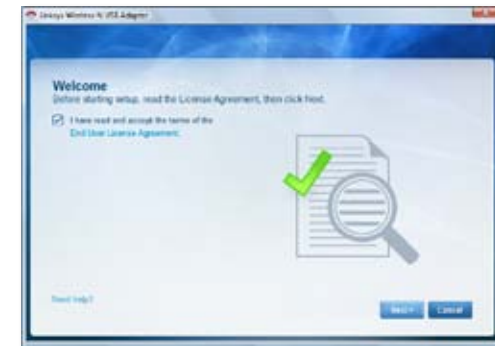 Linksys Wireless-N USB Adapter
Welcome
Before starting setup, read the License Agreement, then click Next.
I have read and accept the terms of the
End User License Agreement.
Need help?
Next
Cancel